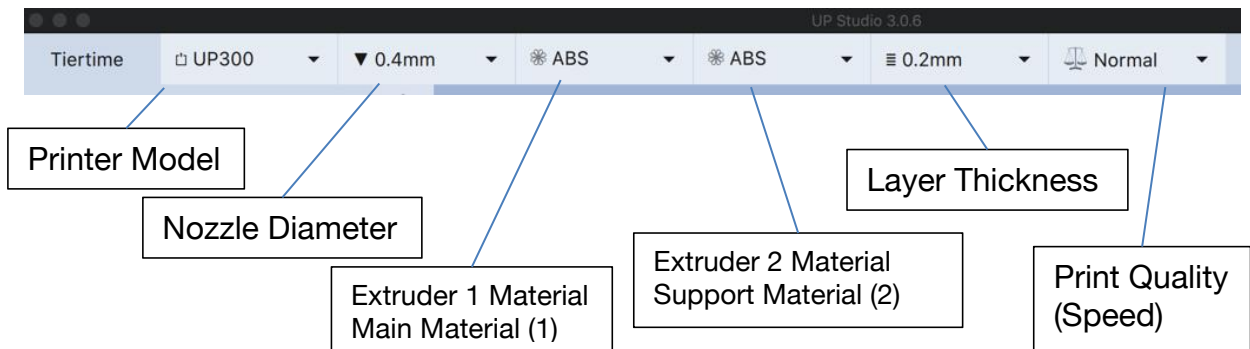 UP Studio 3.0.6
Tiertime UP300 0.4mm ABS ABS 0.2mm Normal
Printer Model
Nozzle Diameter
Extruder 1 Material
Main Material (1)
Extruder 2 Material
Support Material (2)
Layer Thickness
Print Quality
(Speed)